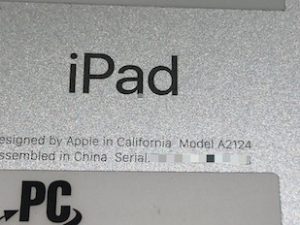 iPad
esigned by Apple in California Model A2124
ssembled in China Serial.
PC